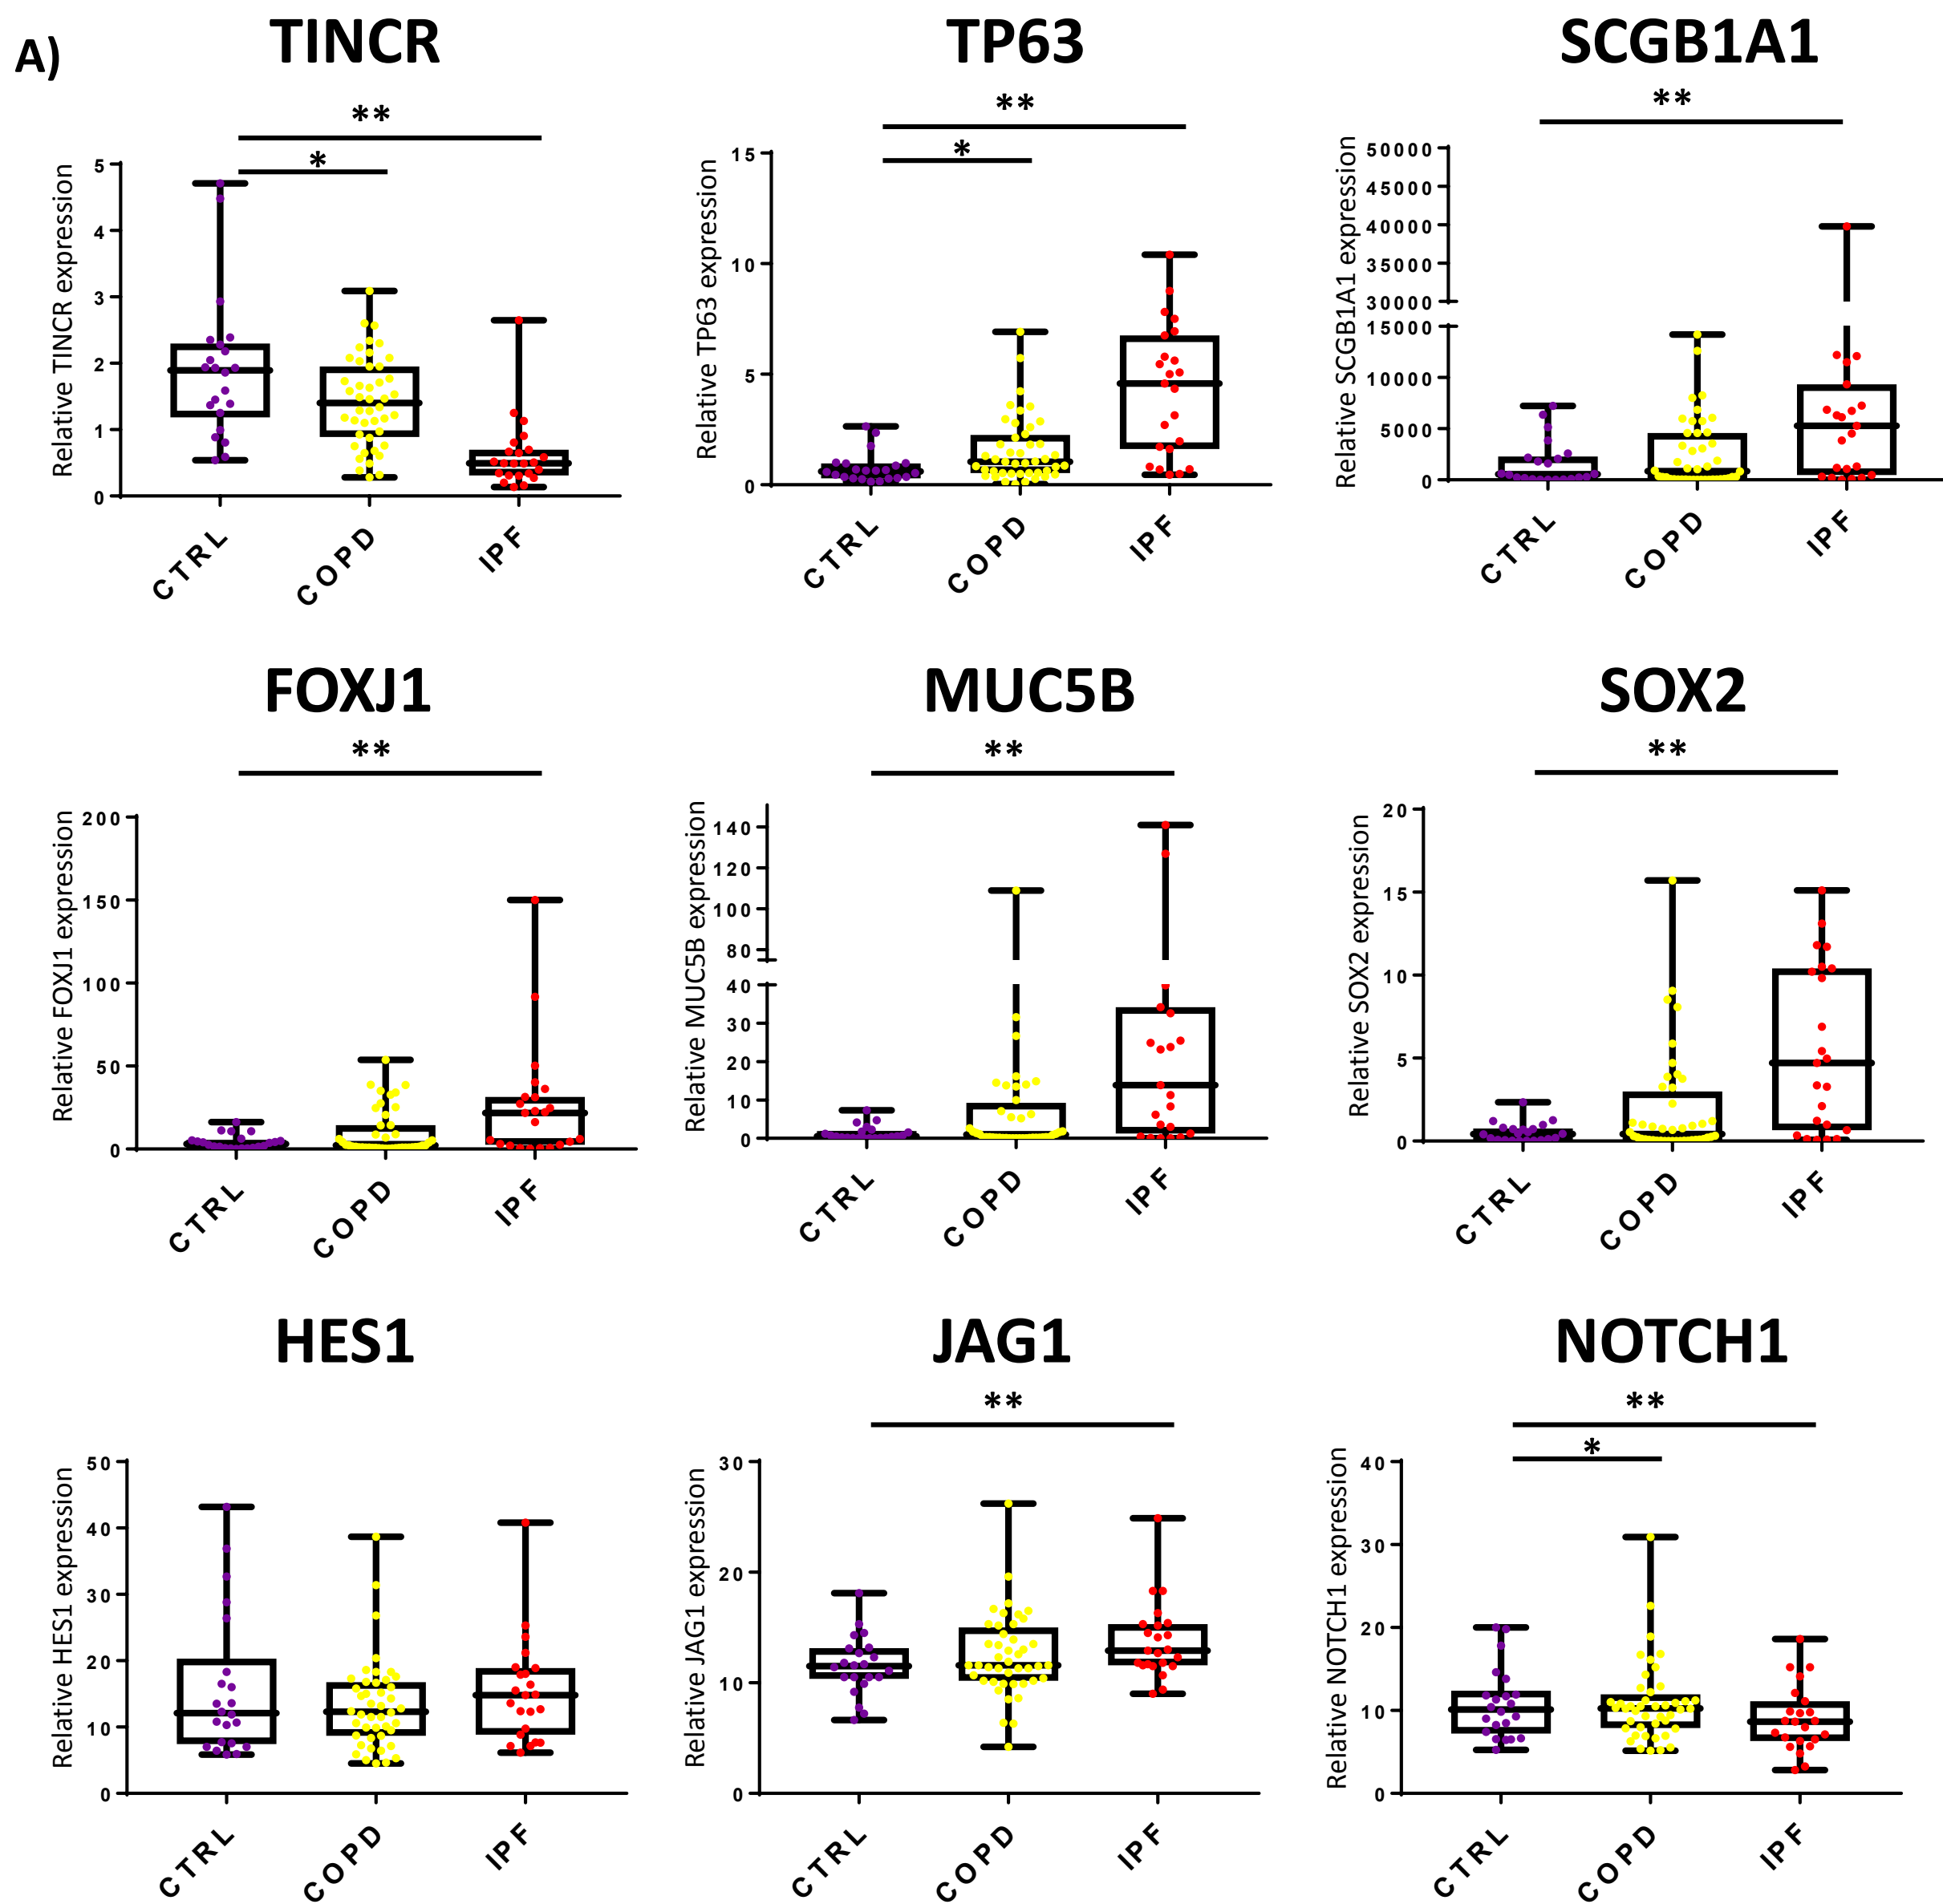 A)
TINCR
**
*
Relative TINCR expression
5
4
3
2
1
0
CTRL
COPD
IPF
TP63
**
*
Relative TP63 expression
15
10
5
0
CTRL
COPD
IPF
SCGB1A1
**
Relative SCGB1A1 expression
50000
45000
40000
35000
30000
15000
10000
5000
0
CTRL
COPD
IPF
FOXJ1
**
Relative FOXJ1 expression
200
150
100
50
0
CTRL
COPD
IPF
MUC5B
**
Relative MUC5B expression
140
120
100
80
40
30
20
10
0
CTRL
COPD
IPF
SOX2
**
Relative SOX2 expression
20
15
10
5
0
CTRL
COPD
IPF
HES1
Relative HES1 expression
50
40
30
20
10
0
CTRL
COPD
IPF
JAG1
**
Relative JAG1 expression
30
20
10
0
CTRL
COPD
IPF
NOTCH1
**
*
Relative NOTCH1 expression
40
30
20
10
0
CTRL
COPD
IPF